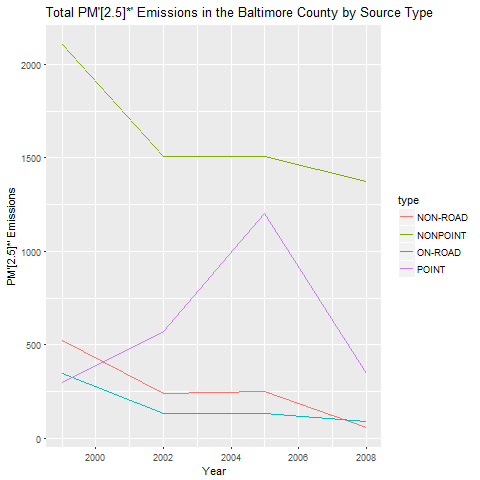 Total PM'[2.5]*' Emissions in the Baltimore County by Source Type
PM'[2.5]*' Emissions
2000
1500
1000
500
0
2000 2002 2004 2006 2008
Year
type
NON-ROAD
NONPOINT
ON-ROAD
POINT